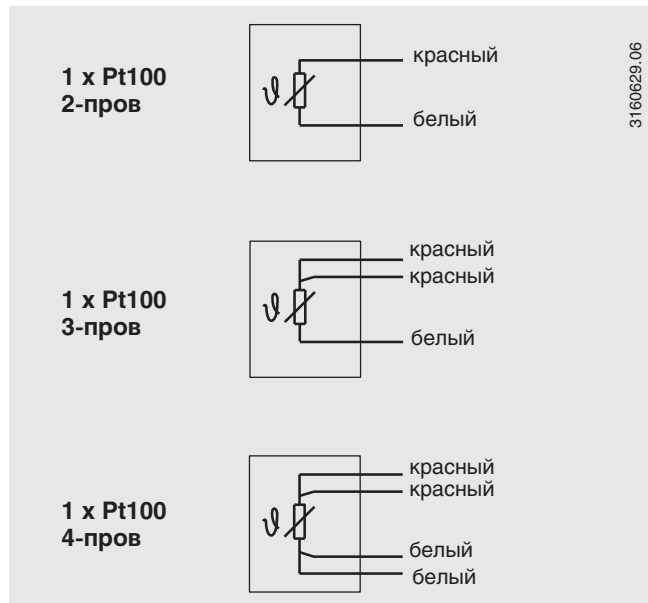 1 x Pt100
2-пров
красный
белый
3160629.06
1 x Pt100
3-пров
красный
красный
белый
1 x Pt100
4-пров
красный
красный
белый
белый